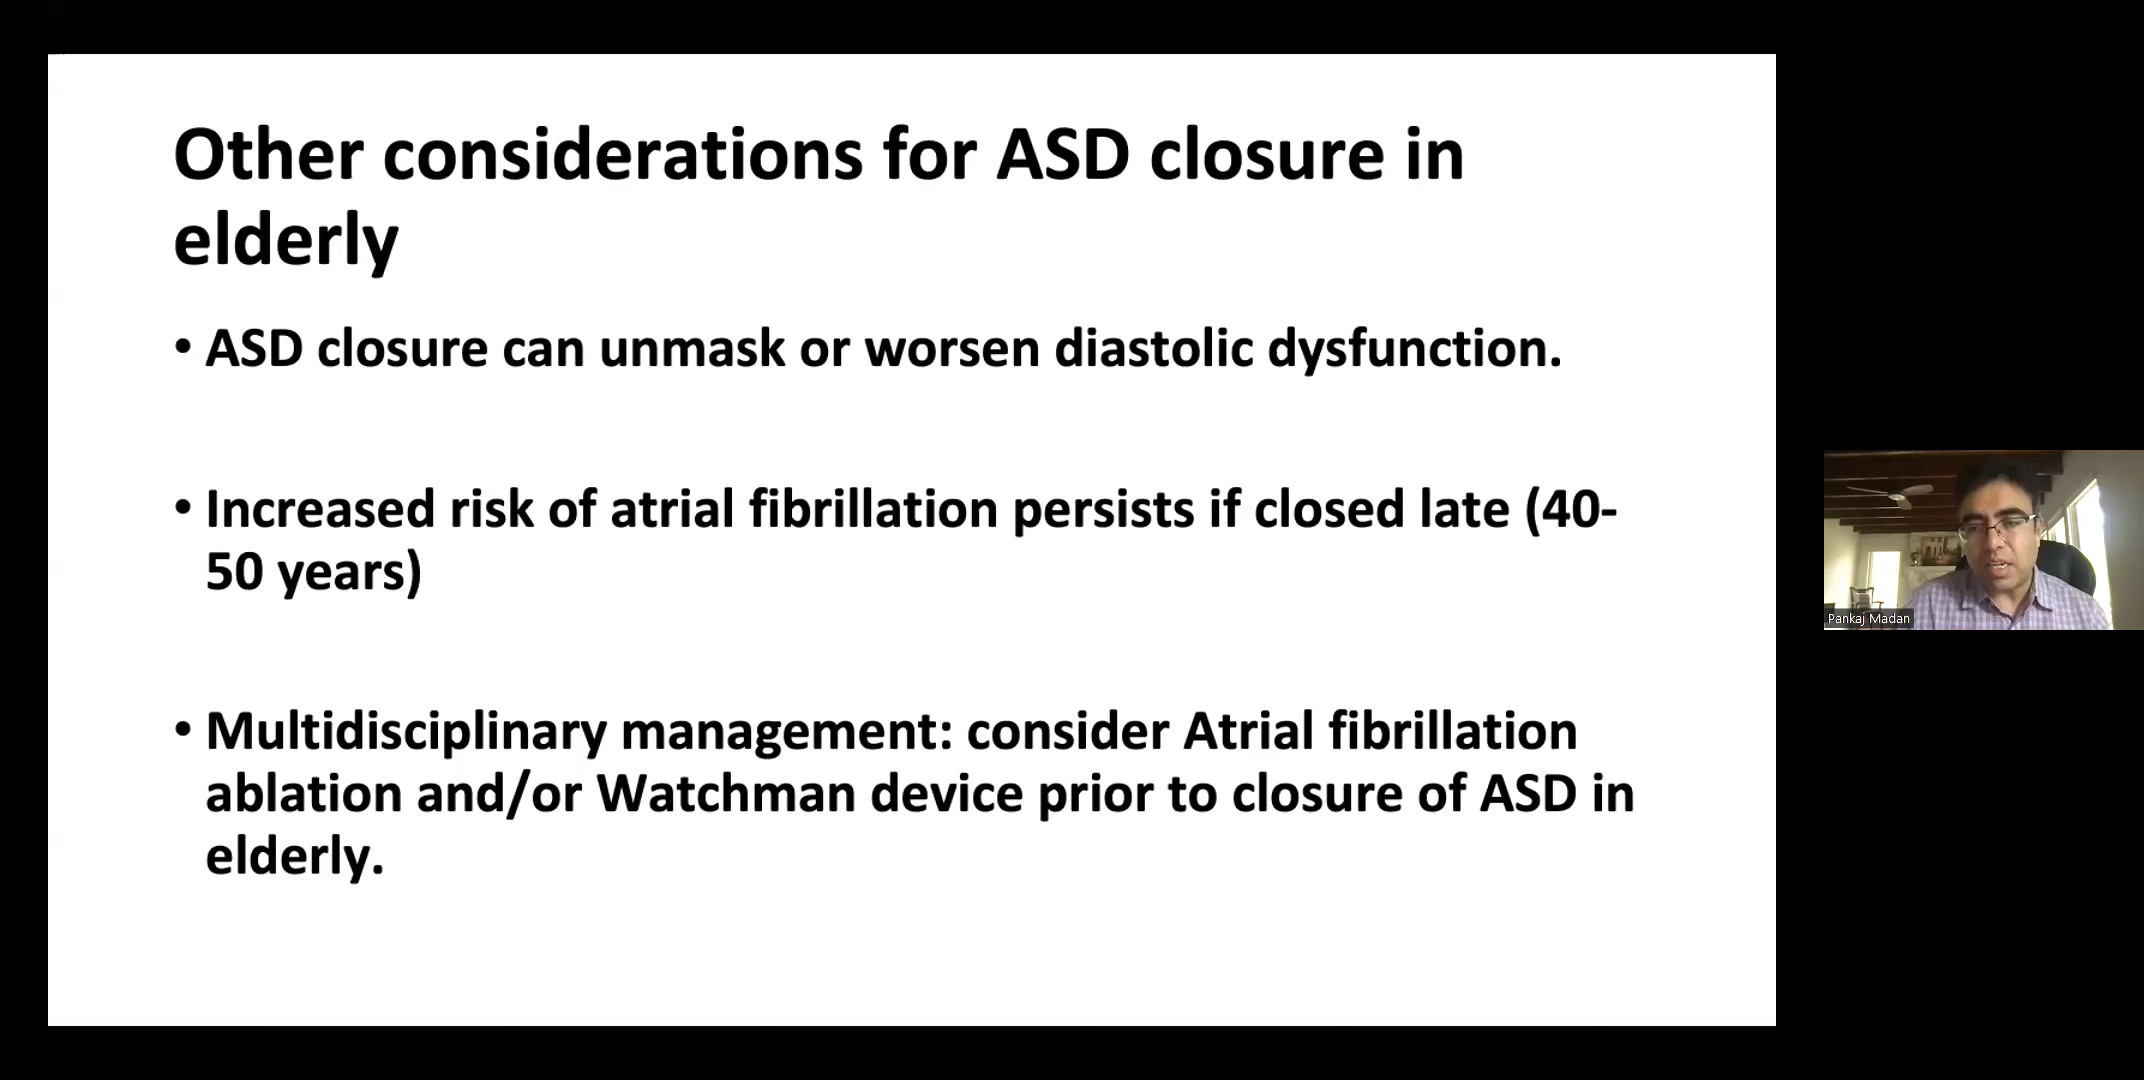 Other considerations for ASD closure in
elderly
• ASD closure can unmask or worsen diastolic dysfunction.
• Increased risk of atrial fibrillation persists if closed late (40-
50 years)
• Multidisciplinary management: consider Atrial fibrillation
ablation and/or Watchman device prior to closure of ASD in
elderly.
Pankaj Madan